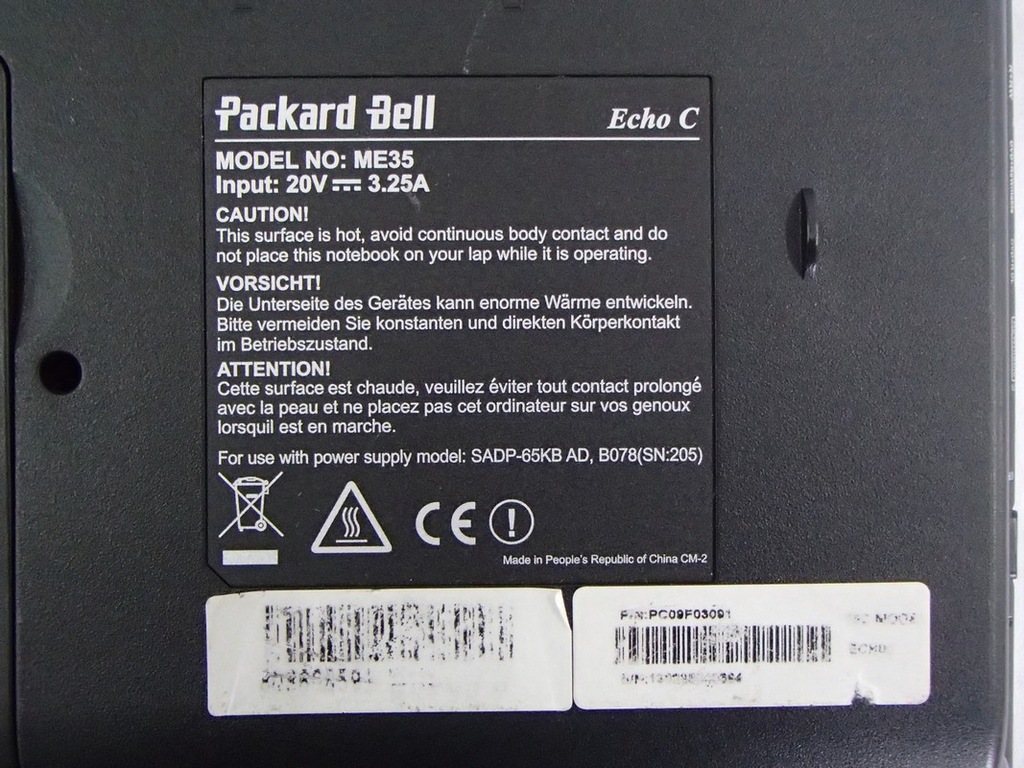 Packard Bell
Echo C
MODEL NO: ME35
Input: 20V 3.25A
CAUTION!
This surface is hot, avoid continuous body contact and do
not place this notebook on your lap while it is operating.
VORSICHT!
Die Unterseite des Gerätes kann enorme Wärme entwickeln.
Bitte vermeiden Sie konstanten und direkten Körperkontakt
im Betriebszustand.
ATTENTION!
Cette surface est chaude, veuillez éviter tout contact prolongé
avec la peau et ne placez pas cet ordinateur sur vos genoux
lorsquil est en marche.
For use with power supply model: SADP-65KB AD, B078(SN:205)
CE
!
Made in People's Republic of China CM-2
P/N:PC09F03091